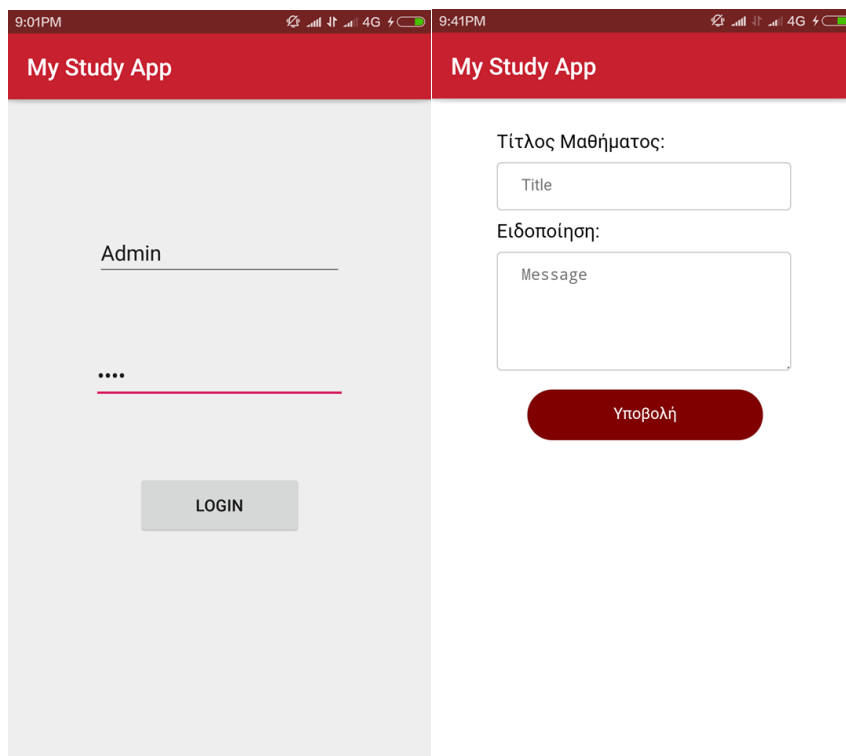 9:01PM 4G
My Study App
Admin
••••
LOGIN
9:41PM 4G
My Study App
Τίτλος Μαθήματος:
Title
Ειδοποίηση:
Message
Υποβολή